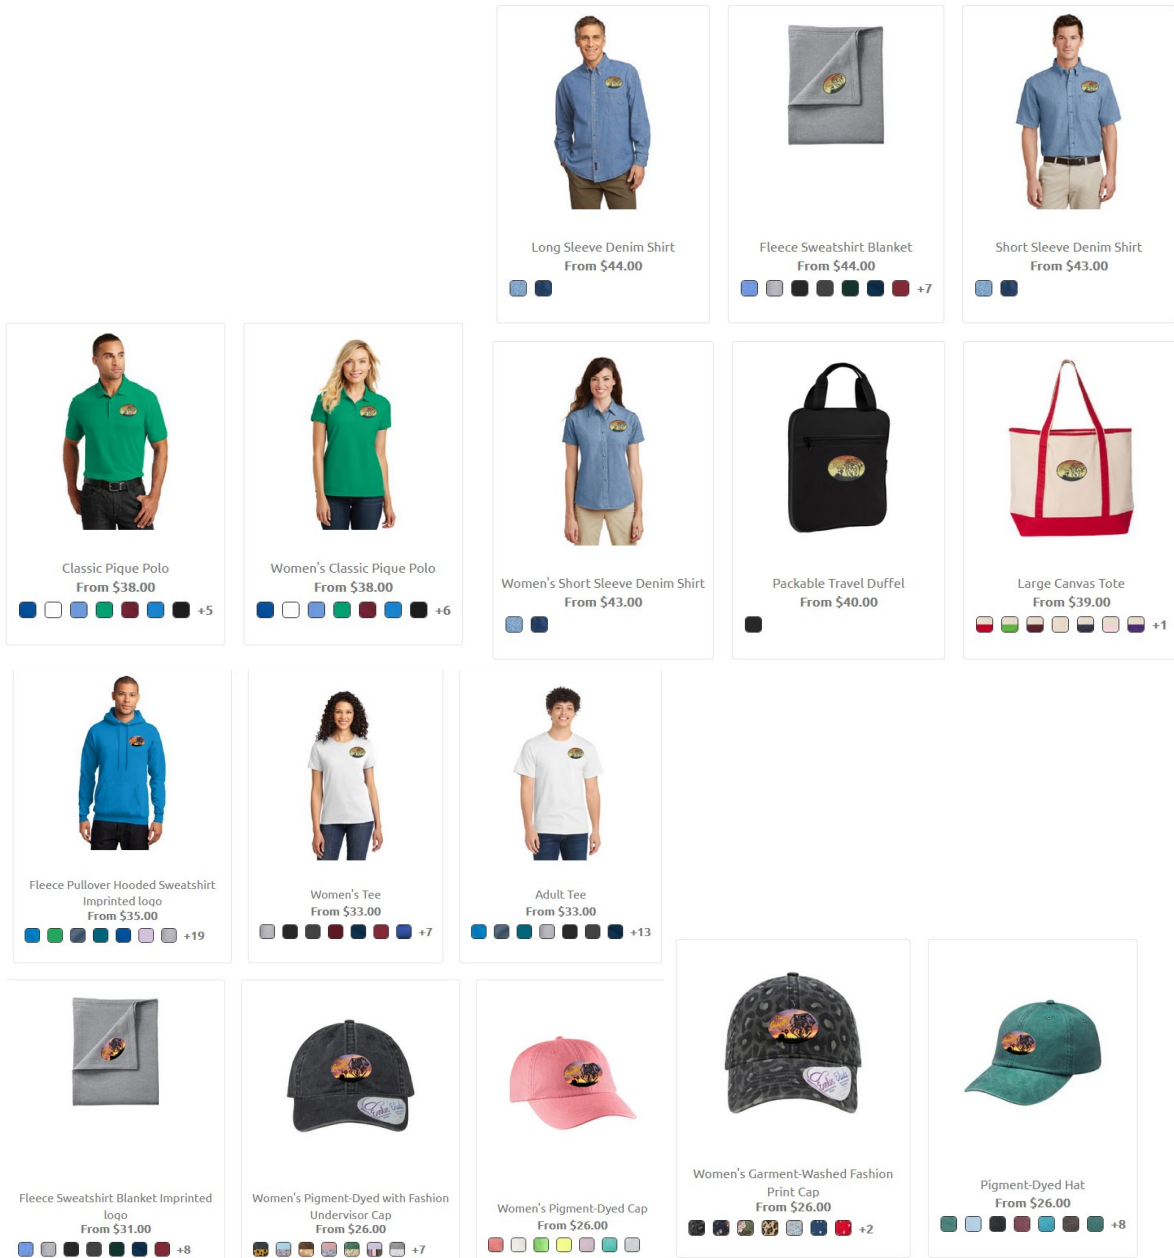 Long Sleeve Denim Shirt
From $44.00
Fleece Sweatshirt Blanket
From $44.00
+7
Short Sleeve Denim Shirt
From $43.00
Classic Pique Polo
From $38.00
+5
Women's Classic Pique Polo
From $38.00
+6
Women's Short Sleeve Denim Shirt
From $43.00
Packable Travel Duffel
From $40.00
Large Canvas Tote
From $39.00
+1
Fleece Pullover Hooded Sweatshirt
Imprinted logo
From $35.00
+19
Women's Tee
From $33.00
+7
Adult Tee
From $33.00
+13
Fleece Sweatshirt Blanket Imprinted
logo
From $31.00
+8
Women's Pigment-Dyed with Fashion
Undervisor Cap
From $26.00
+7
Women's Pigment-Dyed Cap
From $26.00
Women's Garment-Washed Fashion
Print Cap
From $26.00
+2
Pigment-Dyed Hat
From $26.00
+8